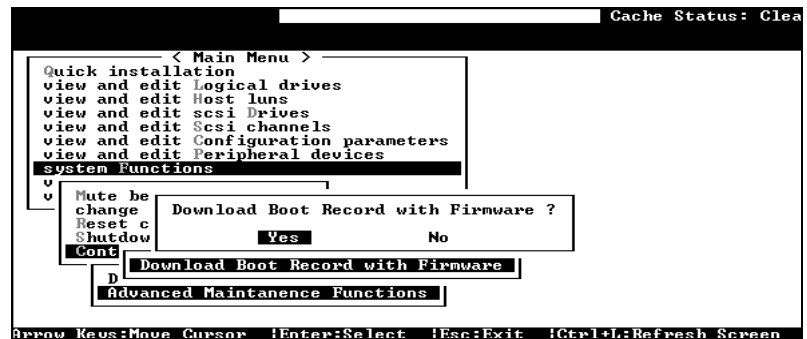 Cache Status: Clea
< Main Menu >
Quick installation
view and edit Logical drives
view and edit Host luns
view and edit scsi Drives
view and edit Scsi channels
view and edit Configuration parameters
view and edit Peripheral devices
system Functions
v
v
Mute be
change
Reset c
Shutdow
Cont
Download Boot Record with Firmware ?
Yes No
Download Boot Record with Firmware
D
Advanced Maintanence Functions
Arrow Keys:Move Cursor |Enter:Select |Esc:Exit |Ctrl+L:Refresh Screen